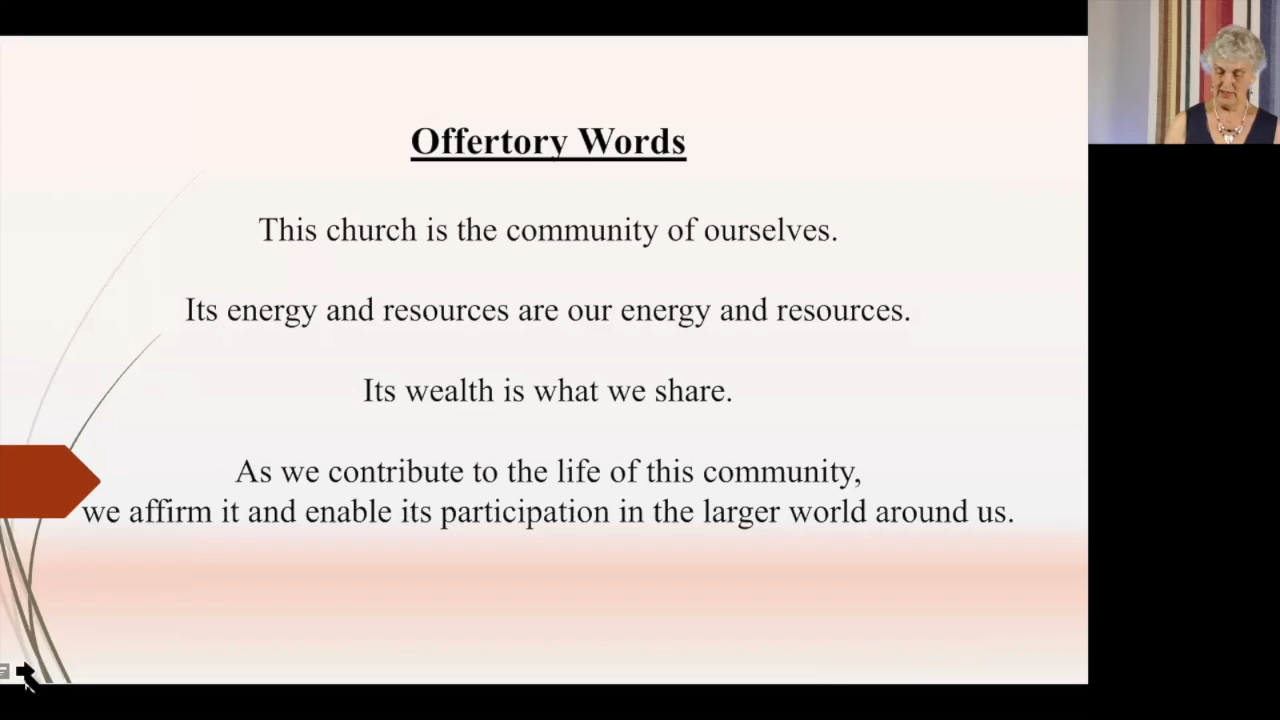 Offertory Words
This church is the community of ourselves.
Its energy and resources are our energy and resources.
Its wealth is what we share.
As we contribute to the life of this community,
we affirm it and enable its participation in the larger world around us.